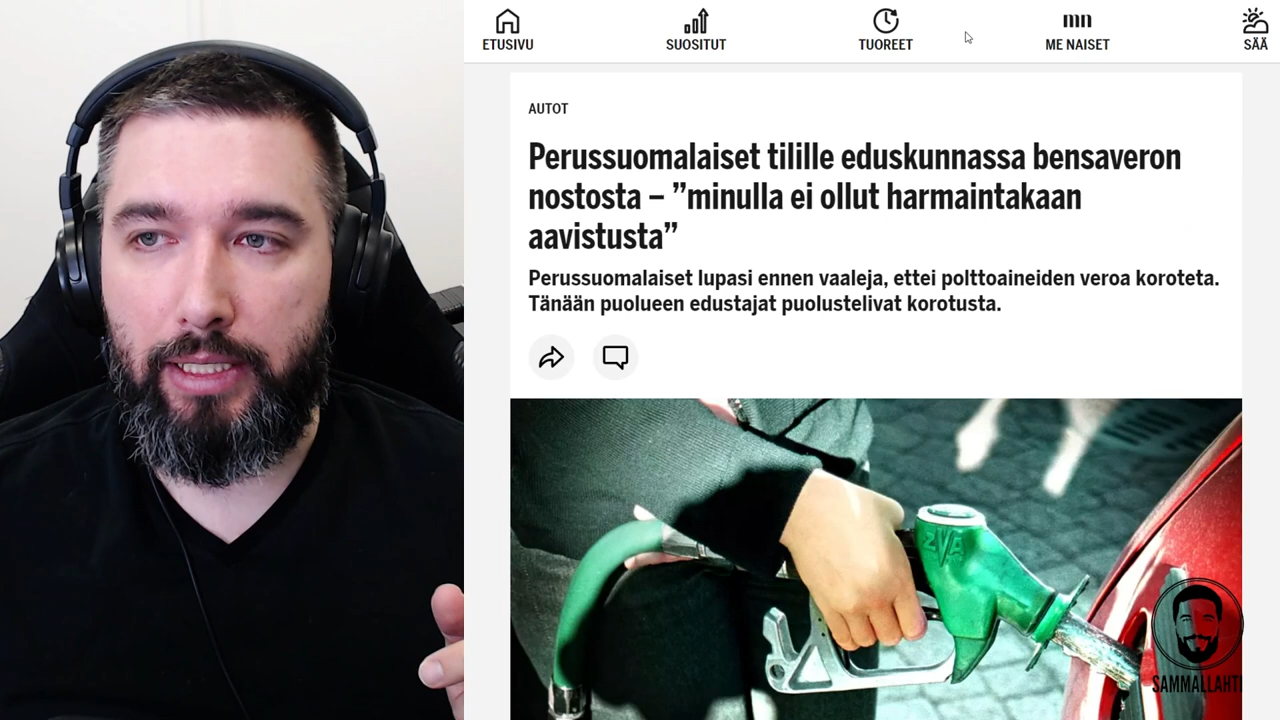 ETUSIVU
SUOSITUT
TUOREET
mn
ME NAISET
SÄÄ
AUTOT
Perussuomalaiset tilille eduskunnassa bensaveron
nostosta – ”minulla ei ollut harmaintakaan
aavistusta”
Perussuomalaiset lupasi ennen vaaleja, ettei polttoaineiden veroa koroteta.
Tänään puolueen edustajat puolustelivat korotusta.
ZVA
SAMMALLAHTI